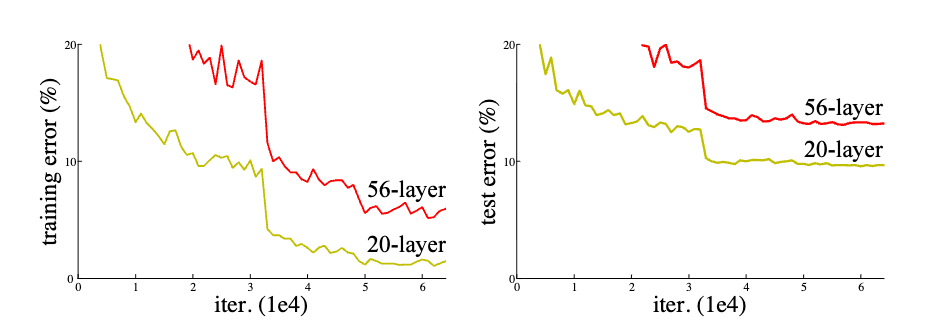 20
10
0
training error (%)
56-layer
20-layer
0 1 2 3 4 5 6
iter. (1e4)
20
10
0
test error (%)
56-layer
20-layer
0 1 2 3 4 5 6
iter. (1e4)